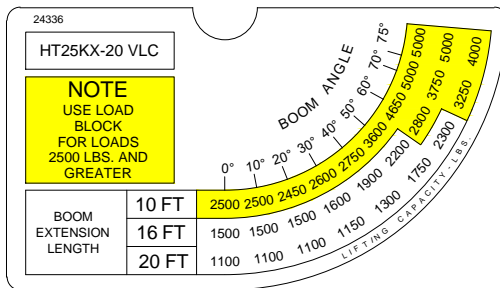 24336
HT25KX-20 VLC
NOTE
USE LOAD
BLOCK
FOR LOADS
2500 LBS. AND
GREATER
BOOM ANGLE
0° 10° 20° 30° 40° 50° 60° 70° 75°
BOOM
EXTENSION
LENGTH
10 FT 2500 2500 2450 2600 2750 3600 4650 5000 5000
16 FT 1500 1500 1500 1600 1900 2200 2800 3750 5000
20 FT 1100 1100 1100 1150 1300 1750 2300 3250 4000
LIFTING CAPACITY - LBS.